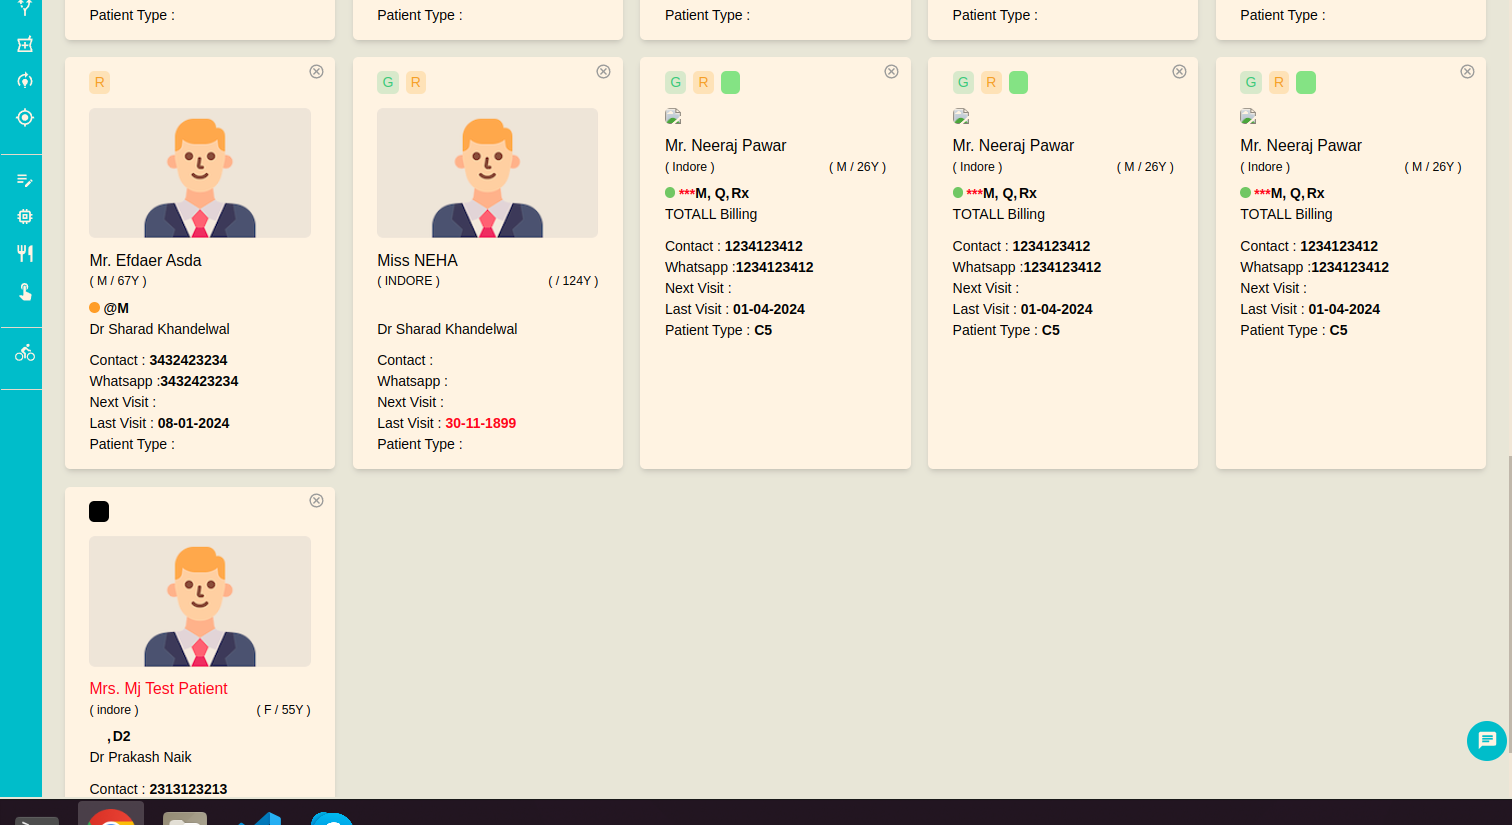 Patient Type :
Patient Type :
Patient Type :
Patient Type :
Patient Type :
R
Mr. Efdaer Asda
( M / 67Y )
@M
Dr Sharad Khandelwal
Contact : 3432423234
Whatsapp :3432423234
Next Visit :
Last Visit : 08-01-2024
Patient Type :
G R
Miss NEHA
( INDORE ) ( / 124Y )
Dr Sharad Khandelwal
Contact :
Whatsapp :
Next Visit :
Last Visit : 30-11-1899
Patient Type :
G R
Mr. Neeraj Pawar
( Indore ) ( M / 26Y )
***M, Q, Rx
TOTALL Billing
Contact : 1234123412
Whatsapp :1234123412
Next Visit :
Last Visit : 01-04-2024
Patient Type : C5
G R
Mr. Neeraj Pawar
( Indore ) ( M / 26Y )
***M, Q, Rx
TOTALL Billing
Contact : 1234123412
Whatsapp :1234123412
Next Visit :
Last Visit : 01-04-2024
Patient Type : C5
G R
Mr. Neeraj Pawar
( Indore ) ( M / 26Y )
***M, Q, Rx
TOTALL Billing
Contact : 1234123412
Whatsapp :1234123412
Next Visit :
Last Visit : 01-04-2024
Patient Type : C5
Mrs. Mj Test Patient
( indore ) ( F / 55Y )
, D2
Dr Prakash Naik
Contact : 2313123213